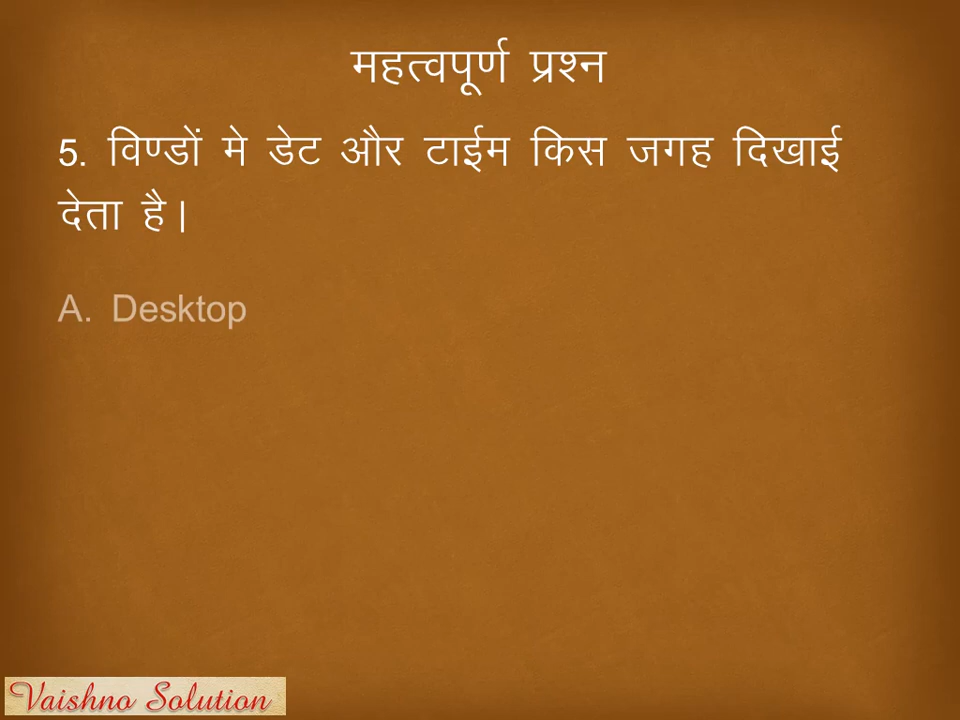 महत्वपूर्ण प्रश्न
5. विण्डों मे डेट और टाईम किस जगह दिखाई
देता है।
A. Desktop
Vaishno Solution